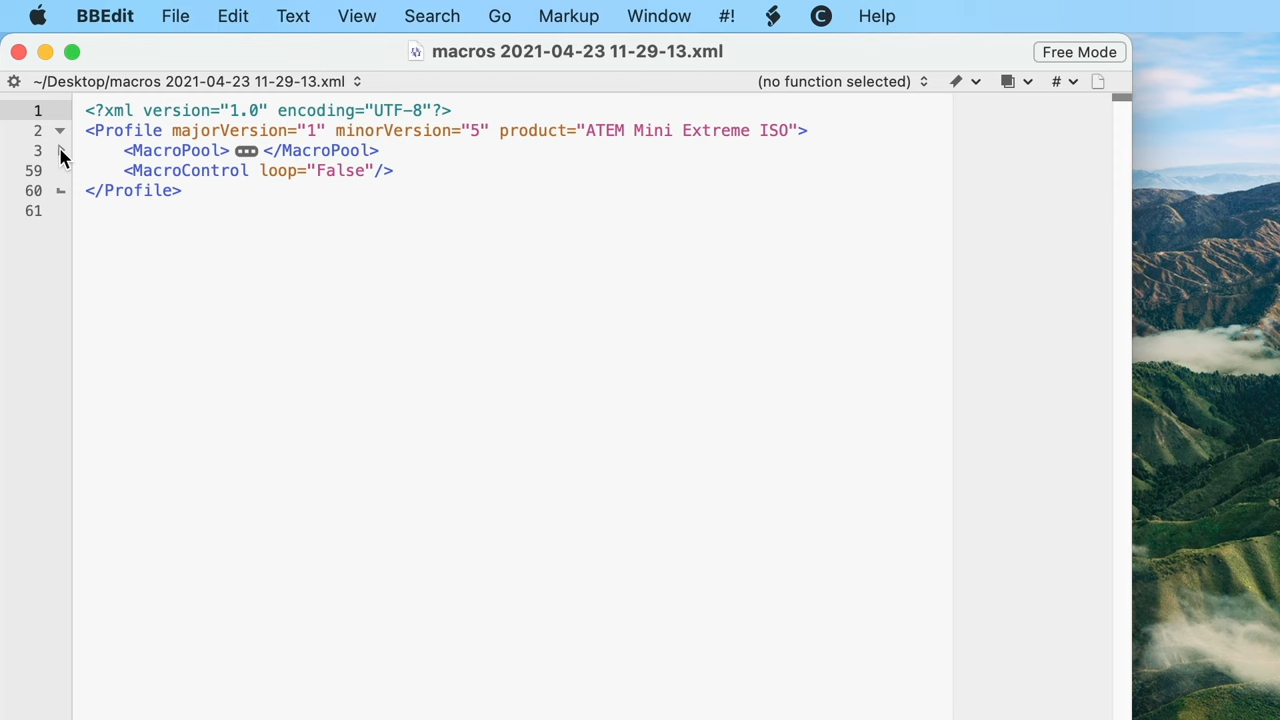 BBEdit File Edit Text View Search Go Markup Window #! C Help
macros 2021-04-23 11-29-13.xml Free Mode
~/Desktop/macros 2021-04-23 11-29-13.xml (no function selected) #
1 <?xml version="1.0" encoding="UTF-8"?>
2 <Profile majorVersion="1" minorVersion="5" product="ATEM Mini Extreme ISO">
3 <MacroPool> ••• </MacroPool>
59 <MacroControl loop="False"/>
60 </Profile>
61